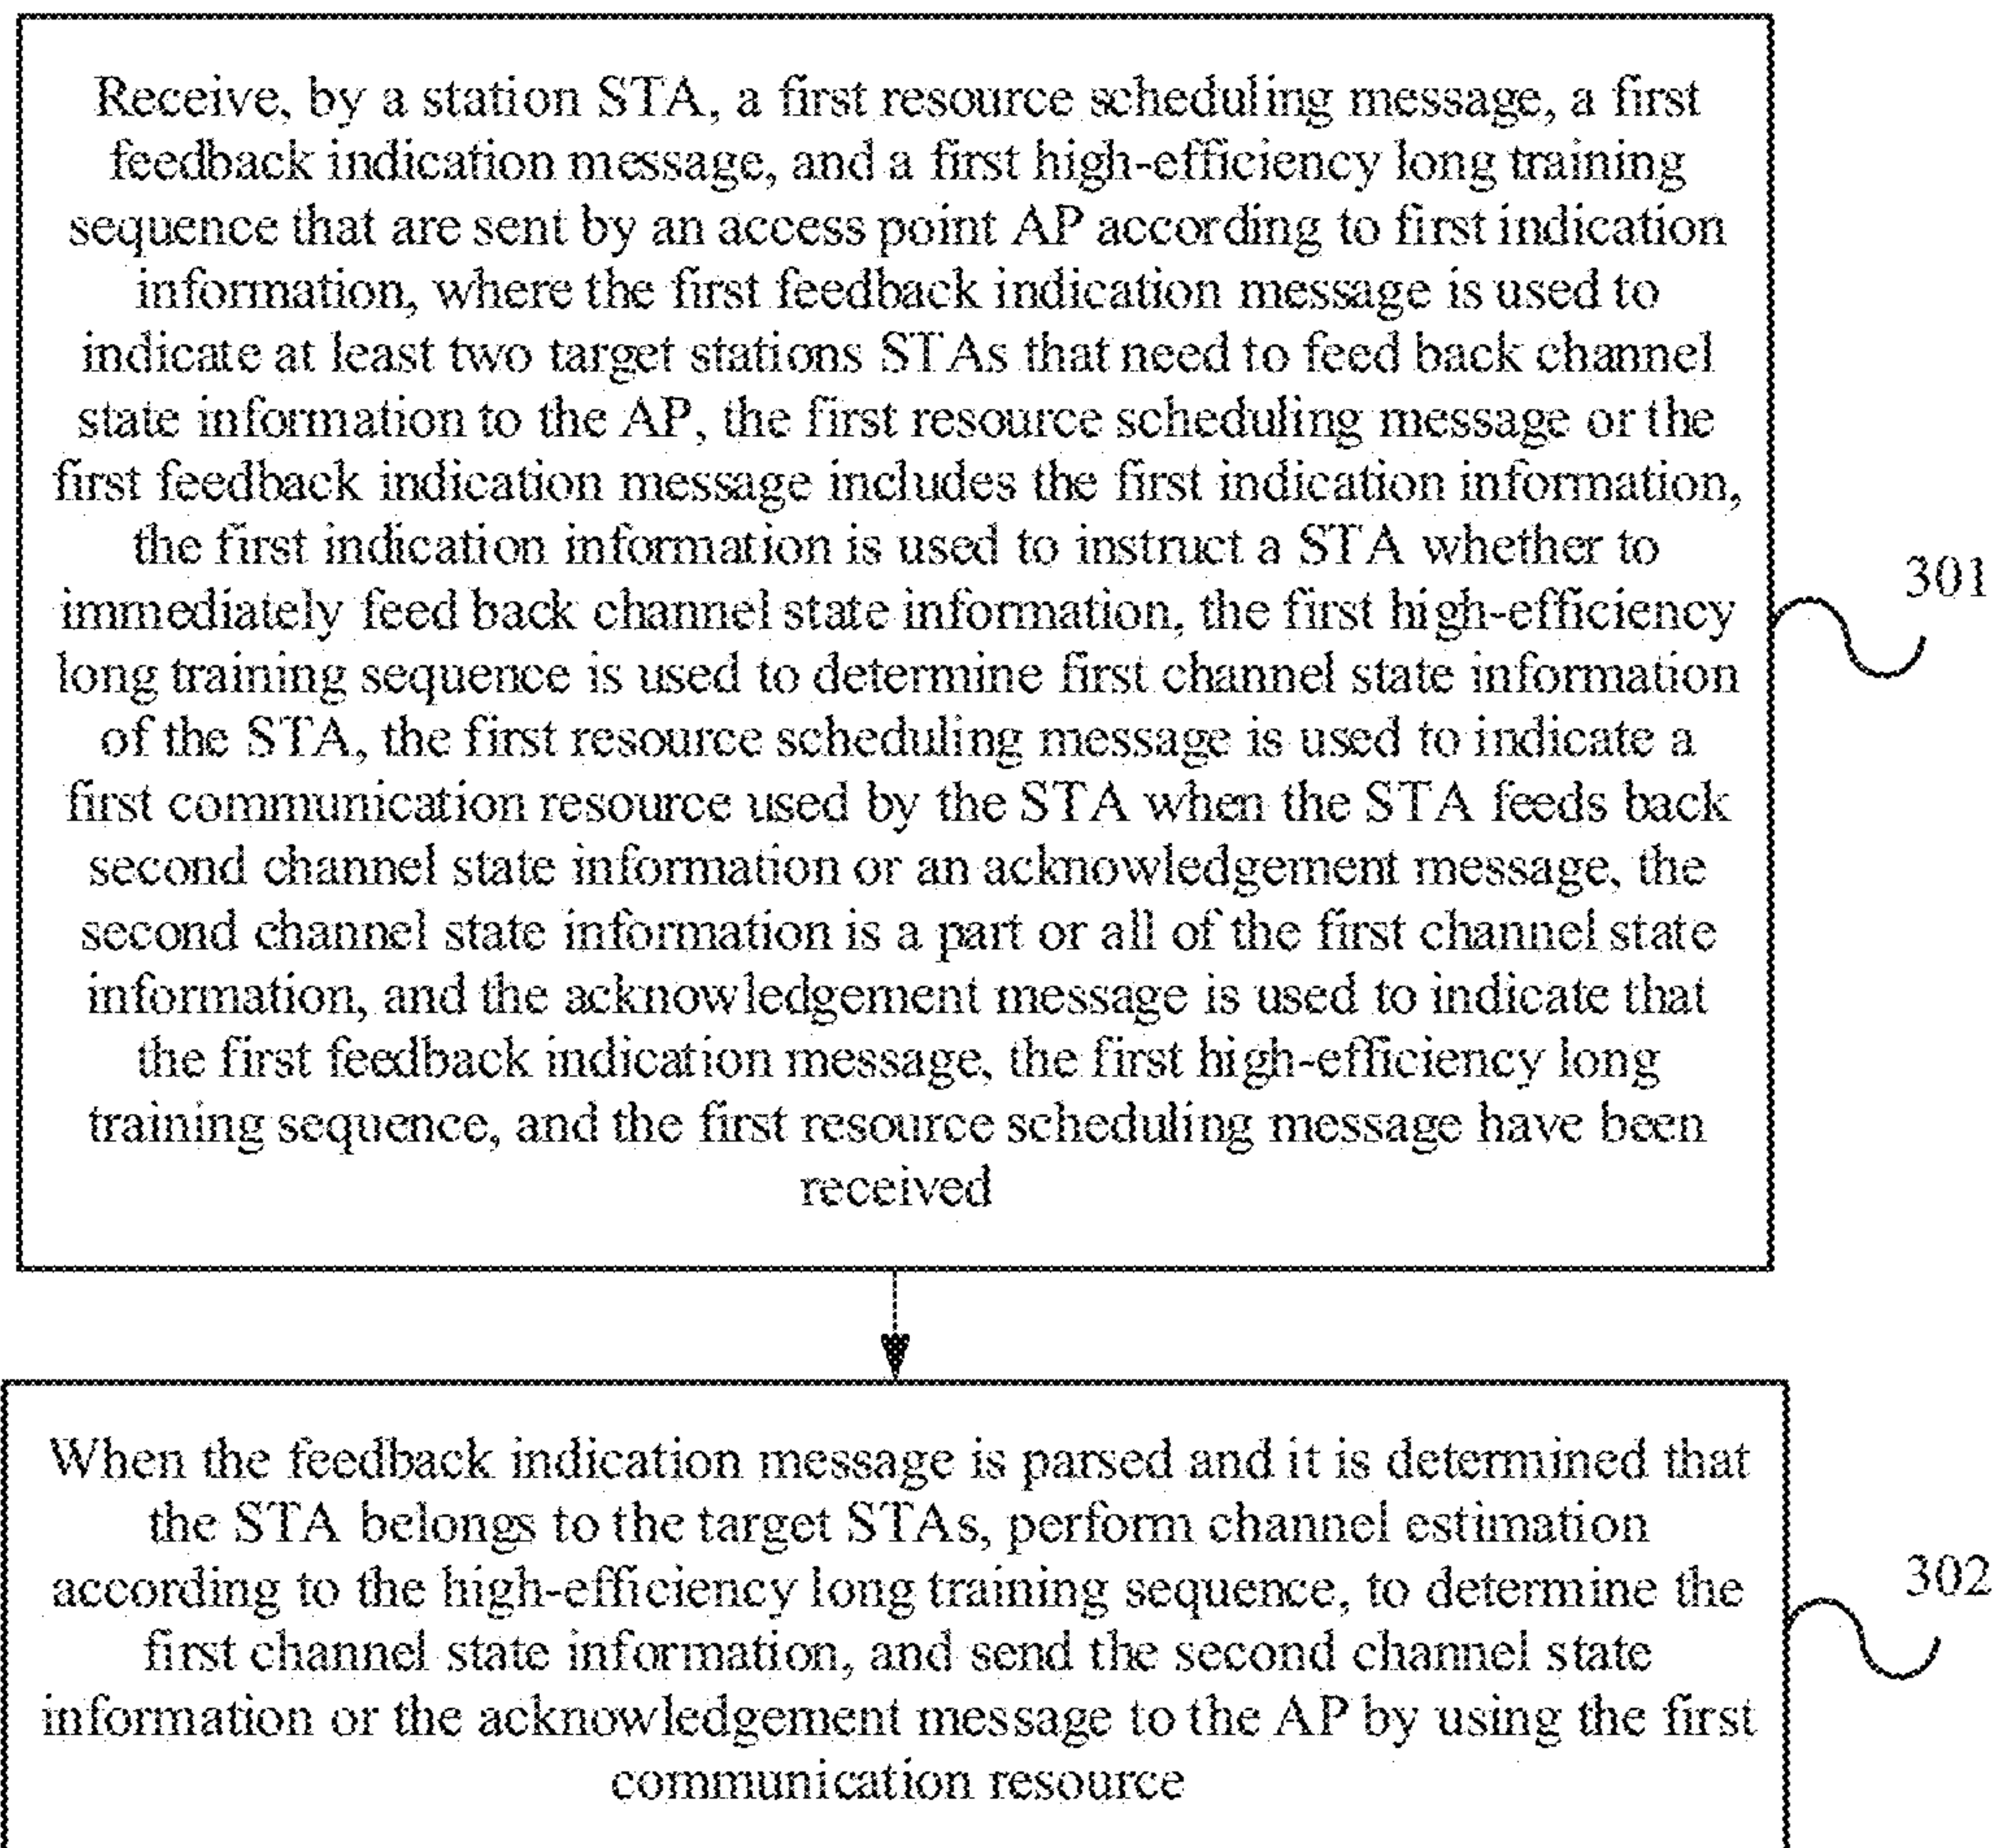 Receive, by a station STA, a first resource scheduling message, a first
feedback indication message, and a first high-efficiency long training
sequence that are sent by an access point AP according to first indication
information, where the first feedback indication message is used to
indicate at least two target stations STAs that need to feed back channel
state information to the AP, the first resource scheduling message or the
first feedback indication message includes the first indication information,
the first indication information is used to instruct a STA whether to
immediately feed back channel state information, the first high-efficiency
long training sequence is used to determine first channel state information
of the STA, the first resource scheduling message is used to indicate a
first communication resource used by the STA when the STA feeds back
second channel state information or an acknowledgement message, the
second channel state information is a part or all of the first channel state
information, and the acknowledgement message is used to indicate that
the first feedback indication message, the first high-efficiency long
training sequence, and the first resource scheduling message have been
received
301
When the feedback indication message is parsed and it is determined that
the STA belongs to the target STAs, perform channel estimation
according to the high-efficiency long training sequence, to determine the
first channel state information, and send the second channel state
information or the acknowledgement message to the AP by using the first
communication resource
302